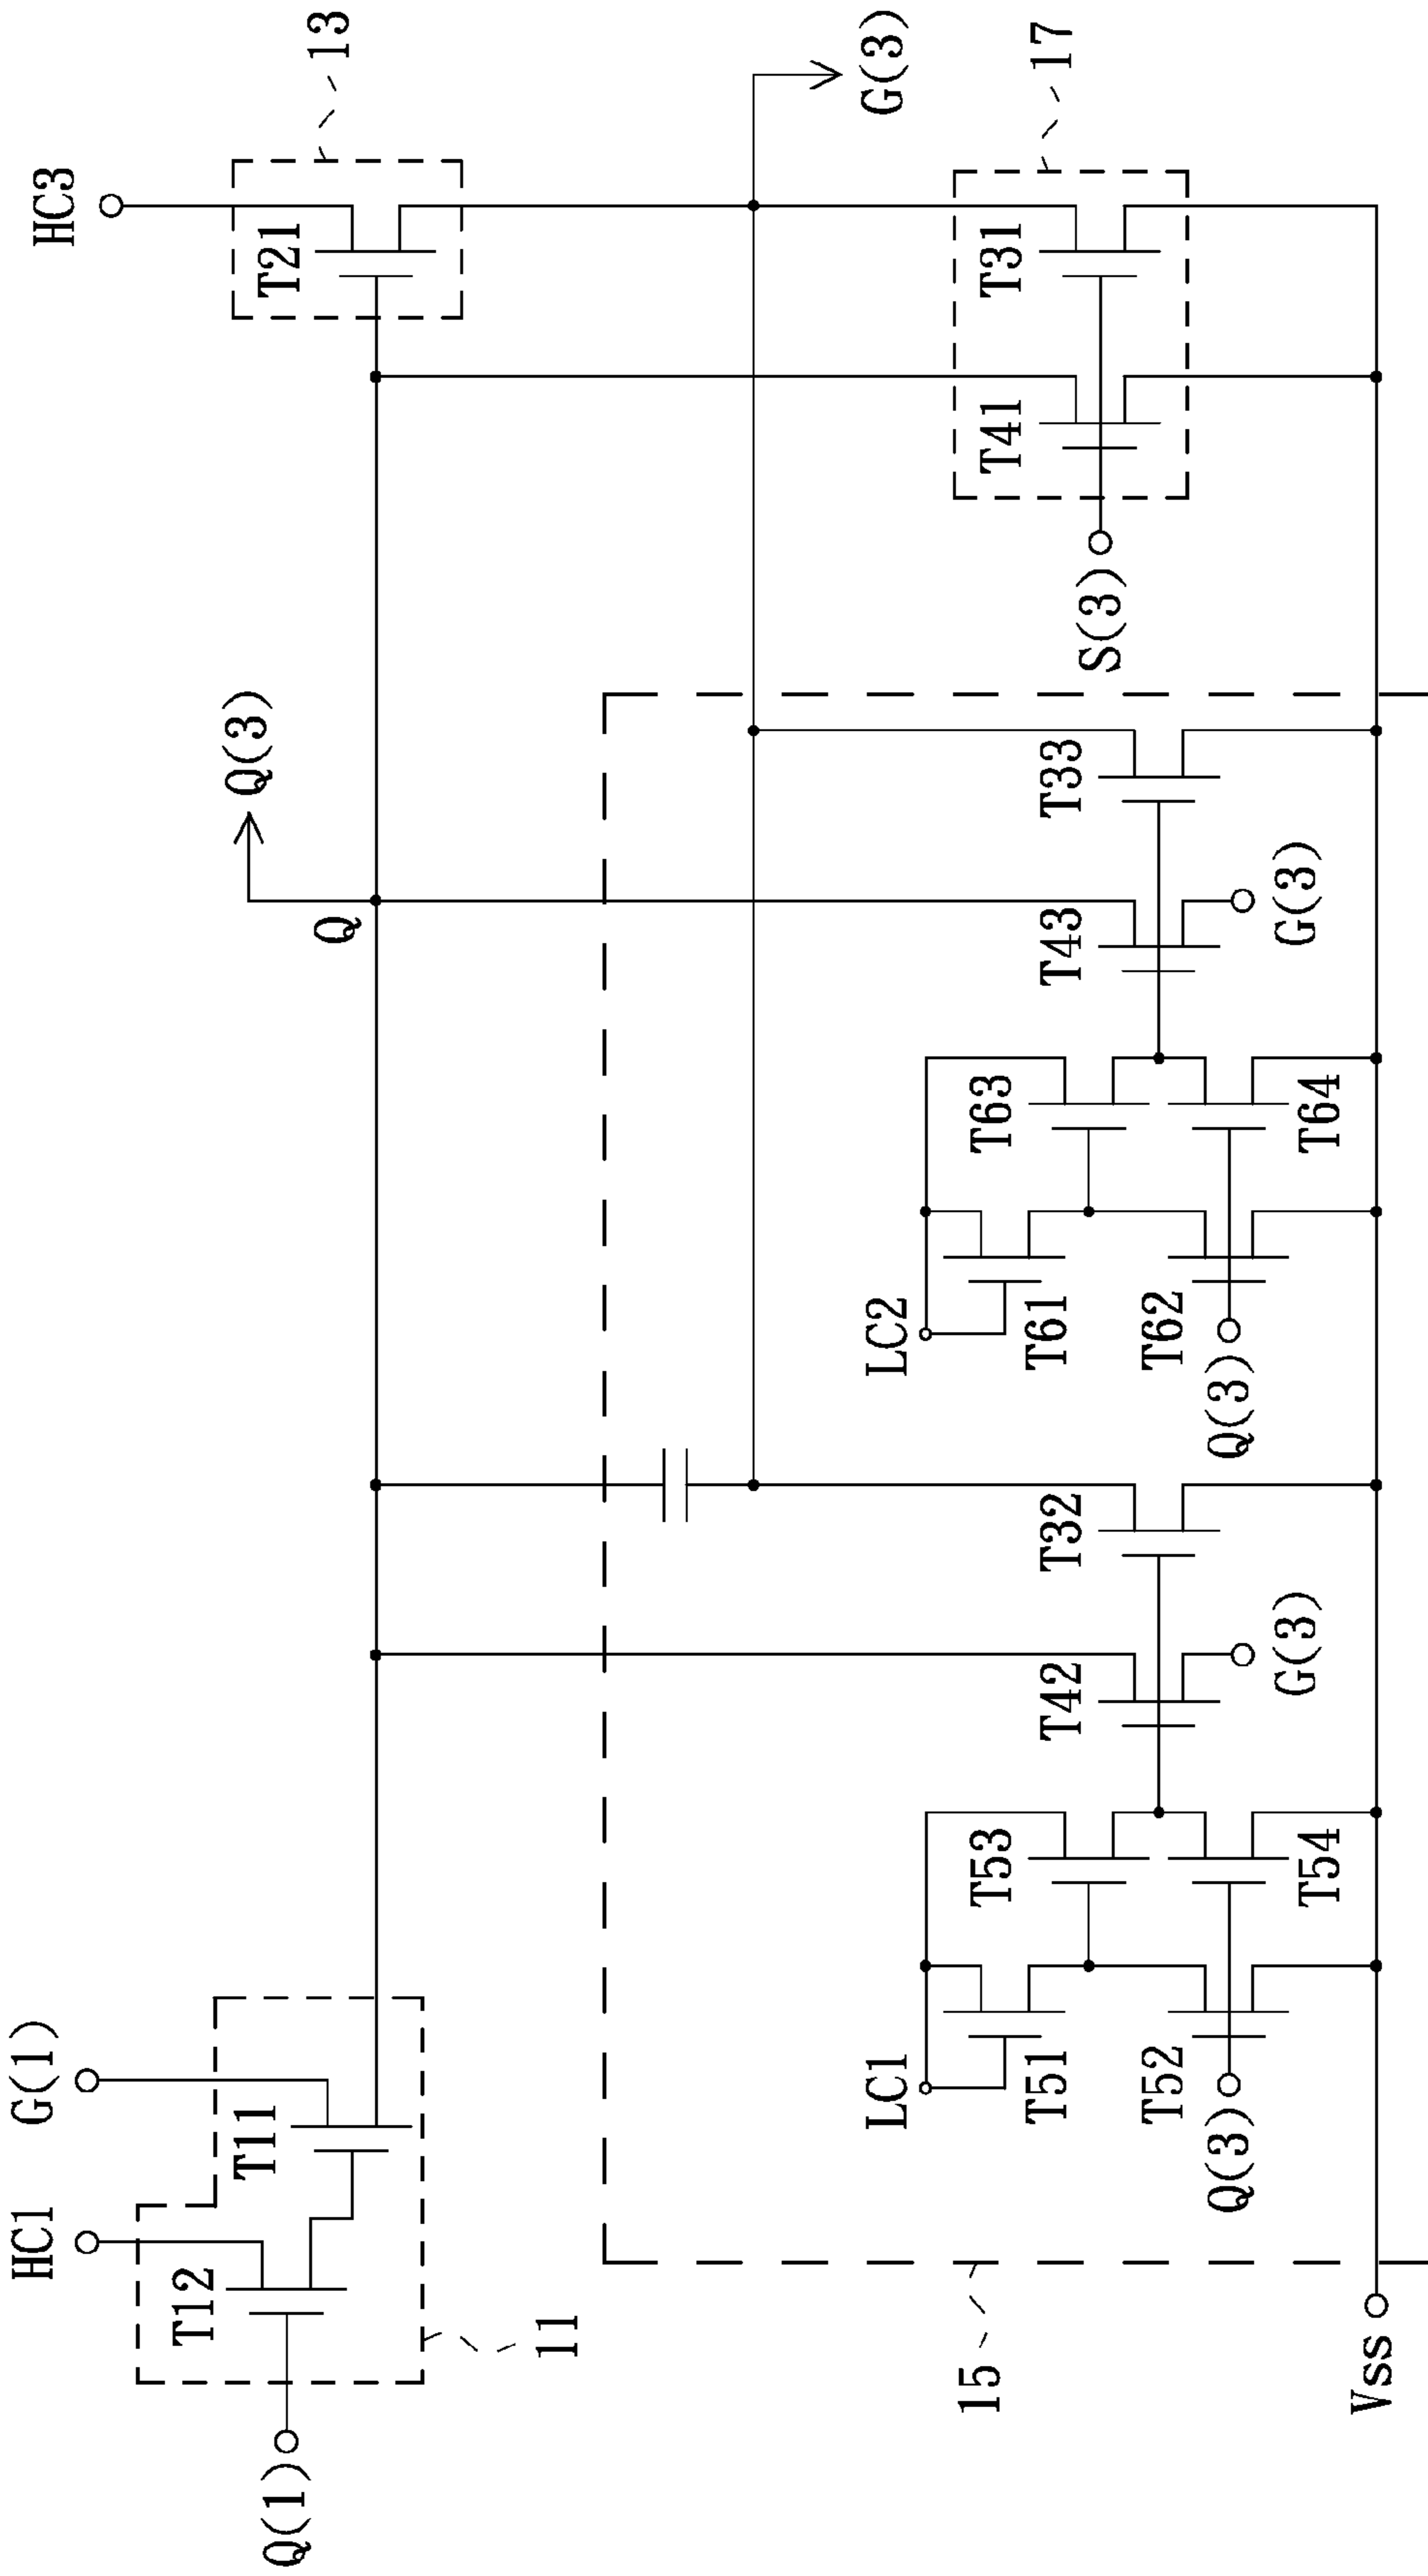 HC1
G(1)
HC3
T12
T11
T21
13
Q(1)
11
Q(3)
Q
G(3)
LC1
T51
T53
T52
T54
Q(3)
T42
T32
G(3)
LC2
T61
T63
T62
T64
Q(3)
T43
T33
G(3)
T41
T31
17
S(3)
15
Vss